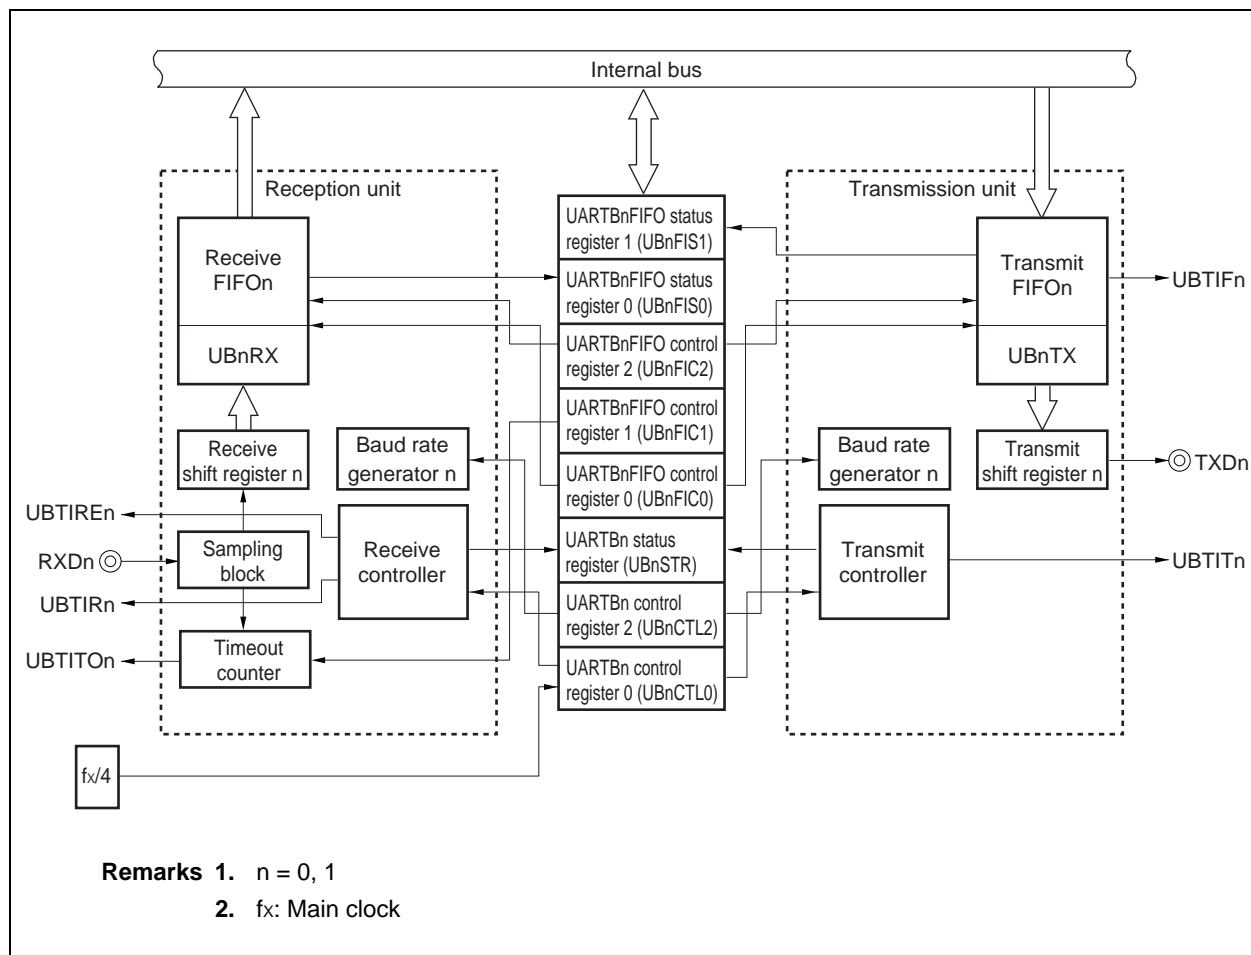 Internal bus
Reception unit
Receive
FIFOn
UBnRX
Receive
shift register n
Baud rate
generator n
UBTIREn
RXDn
Sampling
block
Receive
controller
UBTIRn
UBTITOn
Timeout
counter
fx/4
UARTBnFIFO status
register 1 (UBnFIS1)
UARTBnFIFO status
register 0 (UBnFIS0)
UARTBnFIFO control
register 2 (UBnFIC2)
UARTBnFIFO control
register 1 (UBnFIC1)
UARTBnFIFO control
register 0 (UBnFIC0)
UARTBn status
register (UBnSTR)
UARTBn control
register 2 (UBnCTL2)
UARTBn control
register 0 (UBnCTL0)
Transmission unit
Transmit
FIFOn
UBnTX
UBTIFn
Baud rate
generator n
Transmit
shift register n
TXDn
Transmit
controller
UBTITn
Remarks 1. n = 0, 1
2. fx: Main clock